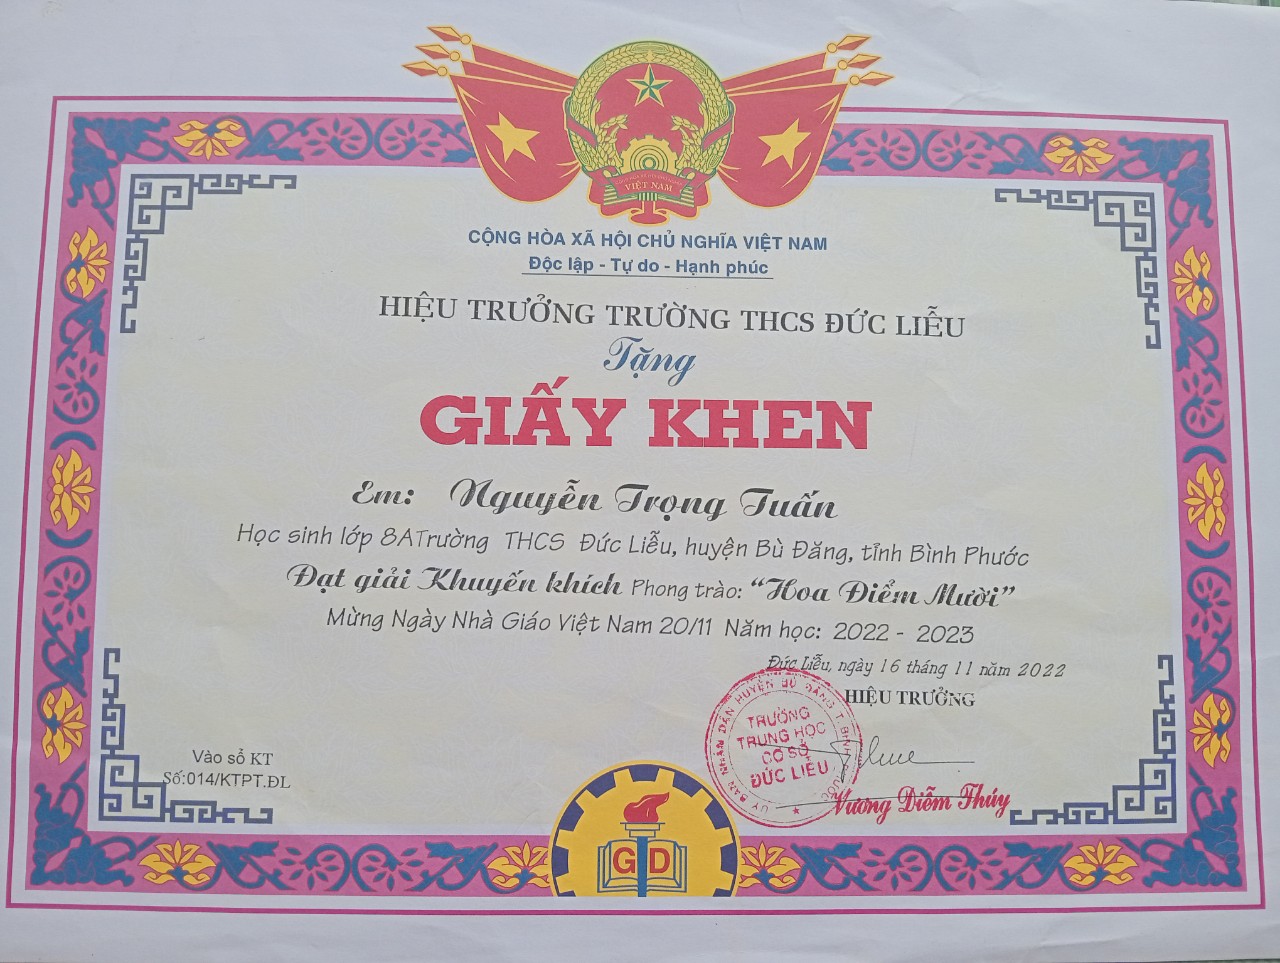 VIỆT NAM
CỘNG HÒA XÃ HỘI CHỦ NGHĨA VIỆT NAM
Độc lập - Tự do - Hạnh phúc
HIỆU TRƯỞNG TRƯỜNG THCS ĐỨC LIỄU
Tặng
GIẤY KHEN
Em: Nguyễn Trọng Tuấn
Học sinh lớp 8ATrường THCS Đức Liễu, huyện Bù Đăng, tỉnh Bình Phước
Đạt giải Khuyến khích Phong trào: "Hoa Điểm Mười"
Mừng Ngày Nhà Giáo Việt Nam 20/11 Năm học: 2022 - 2023
Đức Liễu, ngày 16 tháng 11 năm 2022
HIỆU TRƯỞNG
ỦY BAN NHÂN DÂN HUYỆN BÙ ĐĂNG T.BÌNH
TRƯỜNG
TRUNG HỌC
CƠ SỞ
ĐỨC LIỄU
Vương Diễm Thúy
Vào sổ KT
Số:014/KTPT.ĐL
GD